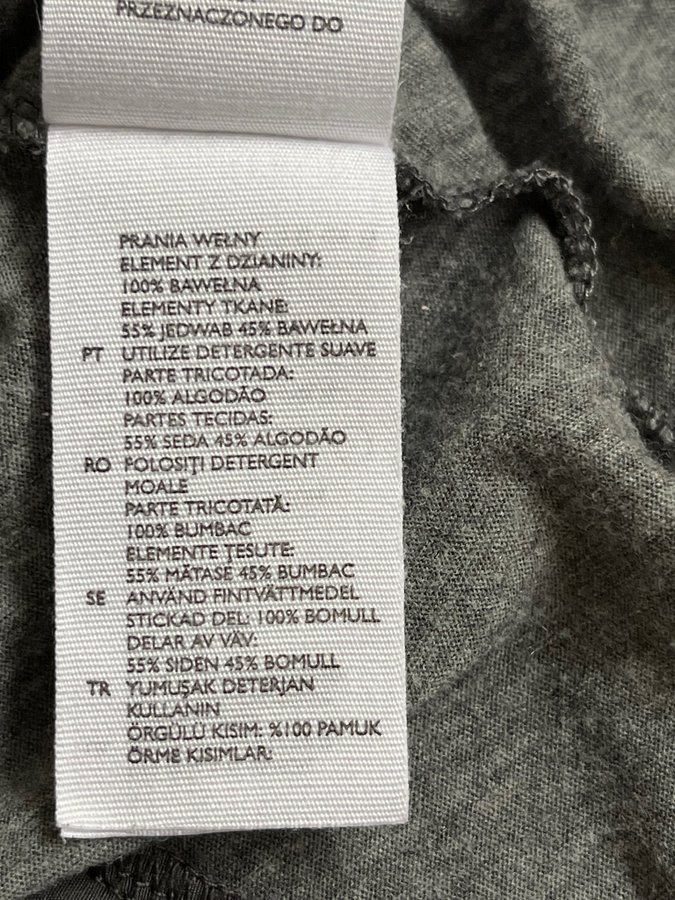 PRZEZNACZONEGO DO
PRANIA WEŁNY
ELEMENT Z DZIANINY:
100% BAWEŁNA
ELEMENTY TKANE:
55% JEDWAB 45% BAWEŁNA
PT UTILIZE DETERGENTE SUAVE
PARTE TRICOTADA:
100% ALGODÃO
PARTES TECIDAS:
55% SEDA 45% ALGODÃO
RO FOLOSIȚI DETERGENT
MOALE
PARTE TRICOTATĂ:
100% BUMBAC
ELEMENTE ȚESUTE:
55% MĂTASE 45% BUMBAC
SE ANVÄND FINTVÄTTMEDEL
STICKAD DEL: 100% BOMULL
DELAR AV VÄV:
55% SIDEN 45% BOMULL
TR YUMUŞAK DETERJAN
KULLANIN
ÖRGÜLÜ KISIM: %100 PAMUK
ÖRME KISIMLAR: